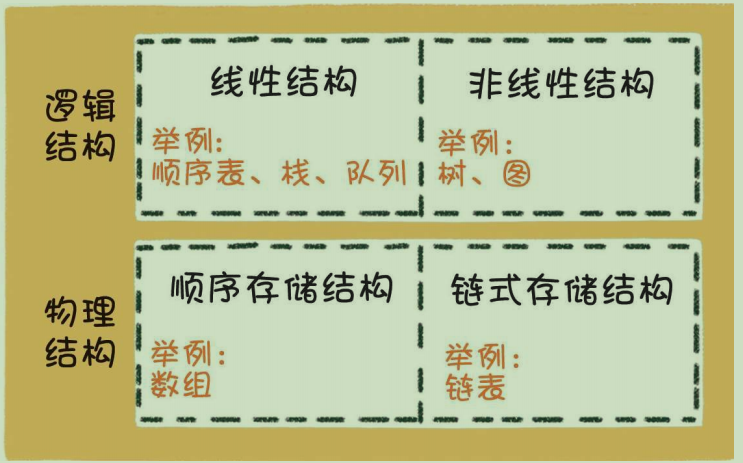 逻辑
结构
线性结构
举例:
顺序表、栈、队列
非线性结构
举例:
树、图
物理
结构
顺序存储结构
举例:
数组
链式存储结构
举例:
链表